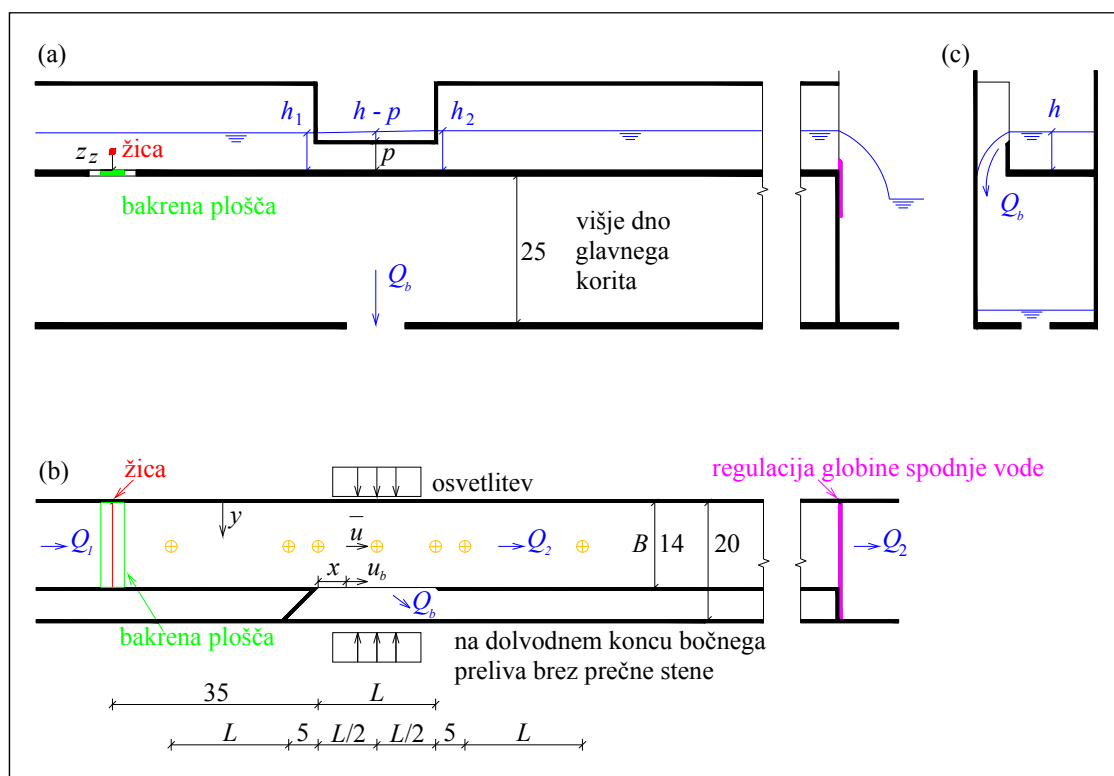 (a)
(c)
h1
h - p
h2
h
zz
žica
p
bakrena plošča
Qb
25
višje dno
glavnega
korita
Qb
(b)
žica
osvetlitev
regulacija globine spodnje vode
y
u
Q1
Q2
B
14
20
Q2
x
ub
Qb
bakrena plošča
na dolvodnem koncu bočnega
preliva brez prečne stene
35
L
L
5
L/2
L/2
5
L